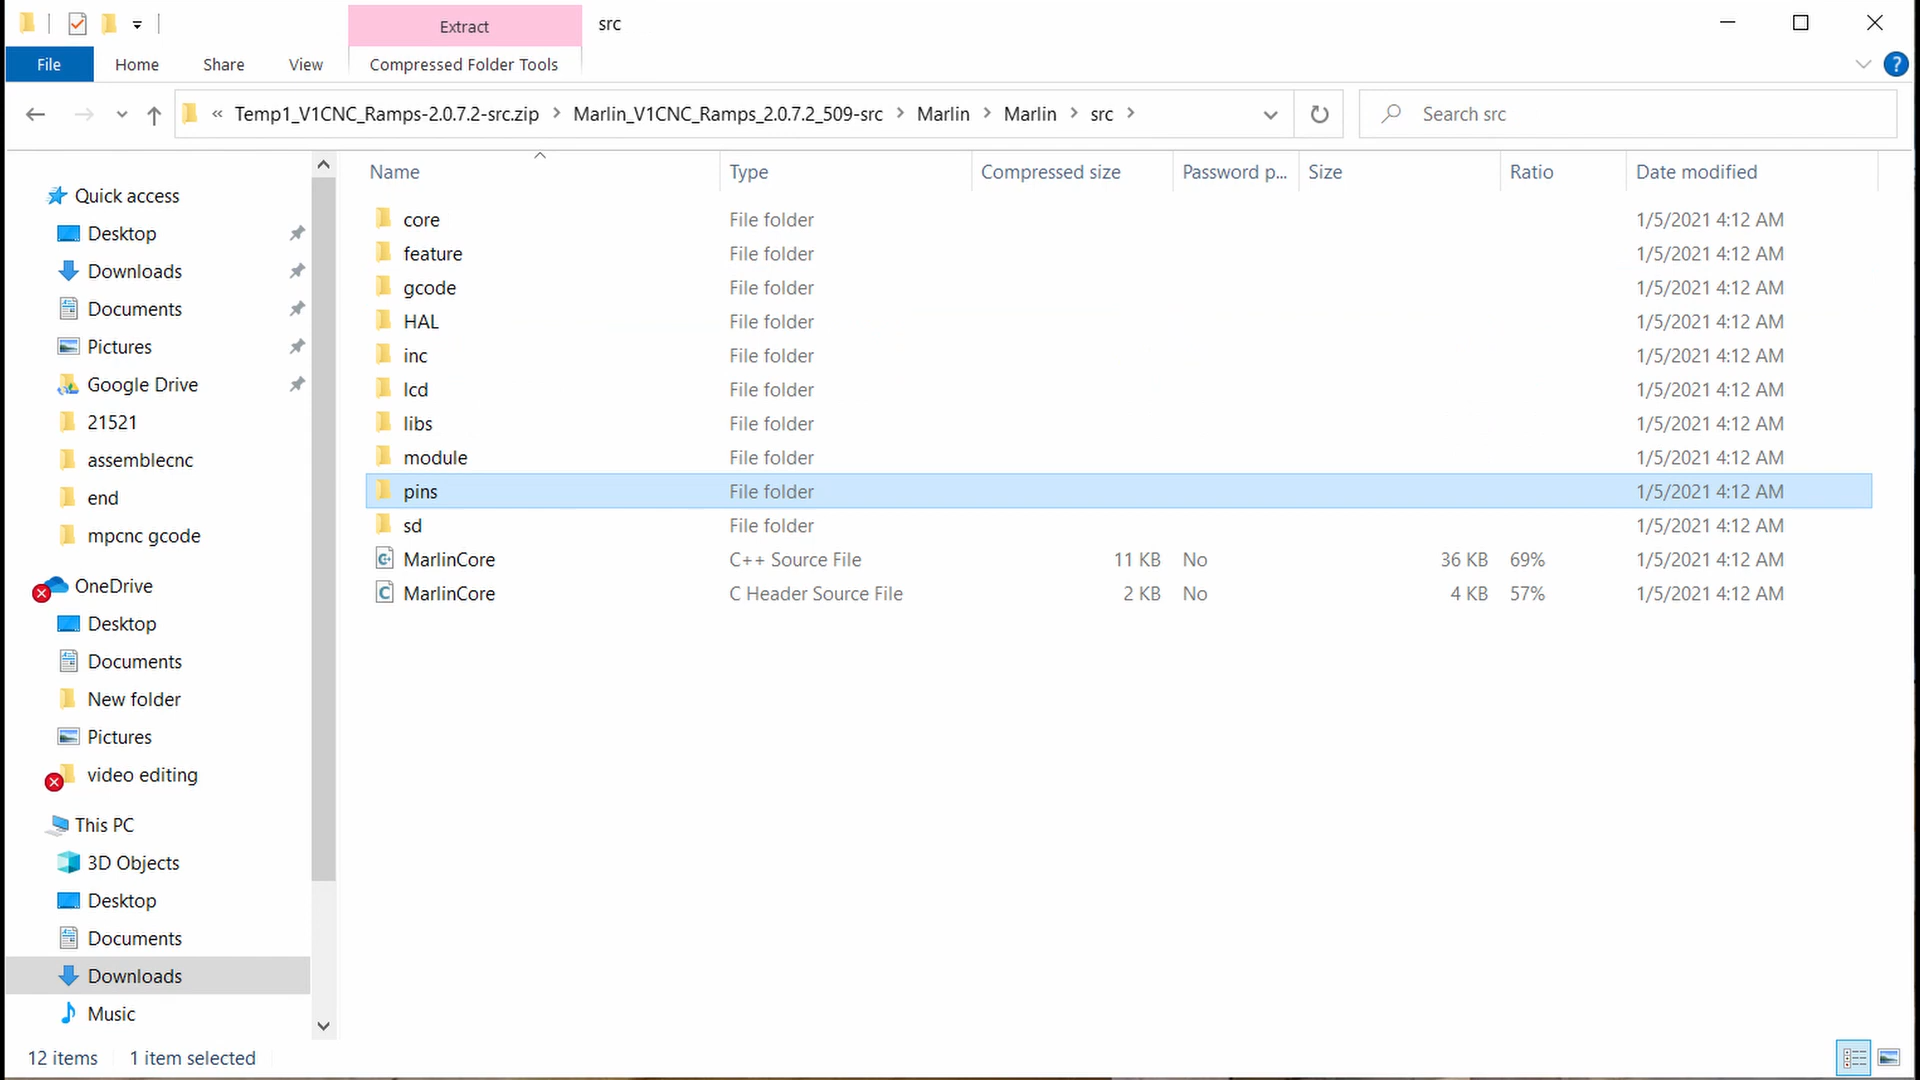 Extract
src
File
Home
Share
View
Compressed Folder Tools
?
« Temp1_V1CNC_Ramps-2.0.7.2-src.zip > Marlin_V1CNC_Ramps_2.0.7.2_509-src > Marlin > Marlin > src >
Search src
Name
Type
Compressed size
Password p...
Size
Ratio
Date modified
Quick access
Desktop
Downloads
Documents
Pictures
Google Drive
21521
assemblecnc
end
mpcnc gcode
OneDrive
Desktop
Documents
New folder
Pictures
video editing
This PC
3D Objects
Desktop
Documents
Downloads
Music
core File folder 1/5/2021 4:12 AM
feature File folder 1/5/2021 4:12 AM
gcode File folder 1/5/2021 4:12 AM
HAL File folder 1/5/2021 4:12 AM
inc File folder 1/5/2021 4:12 AM
lcd File folder 1/5/2021 4:12 AM
libs File folder 1/5/2021 4:12 AM
module File folder 1/5/2021 4:12 AM
pins File folder 1/5/2021 4:12 AM
sd File folder 1/5/2021 4:12 AM
MarlinCore C++ Source File 11 KB No 36 KB 69% 1/5/2021 4:12 AM
MarlinCore C Header Source File 2 KB No 4 KB 57% 1/5/2021 4:12 AM
12 items 1 item selected